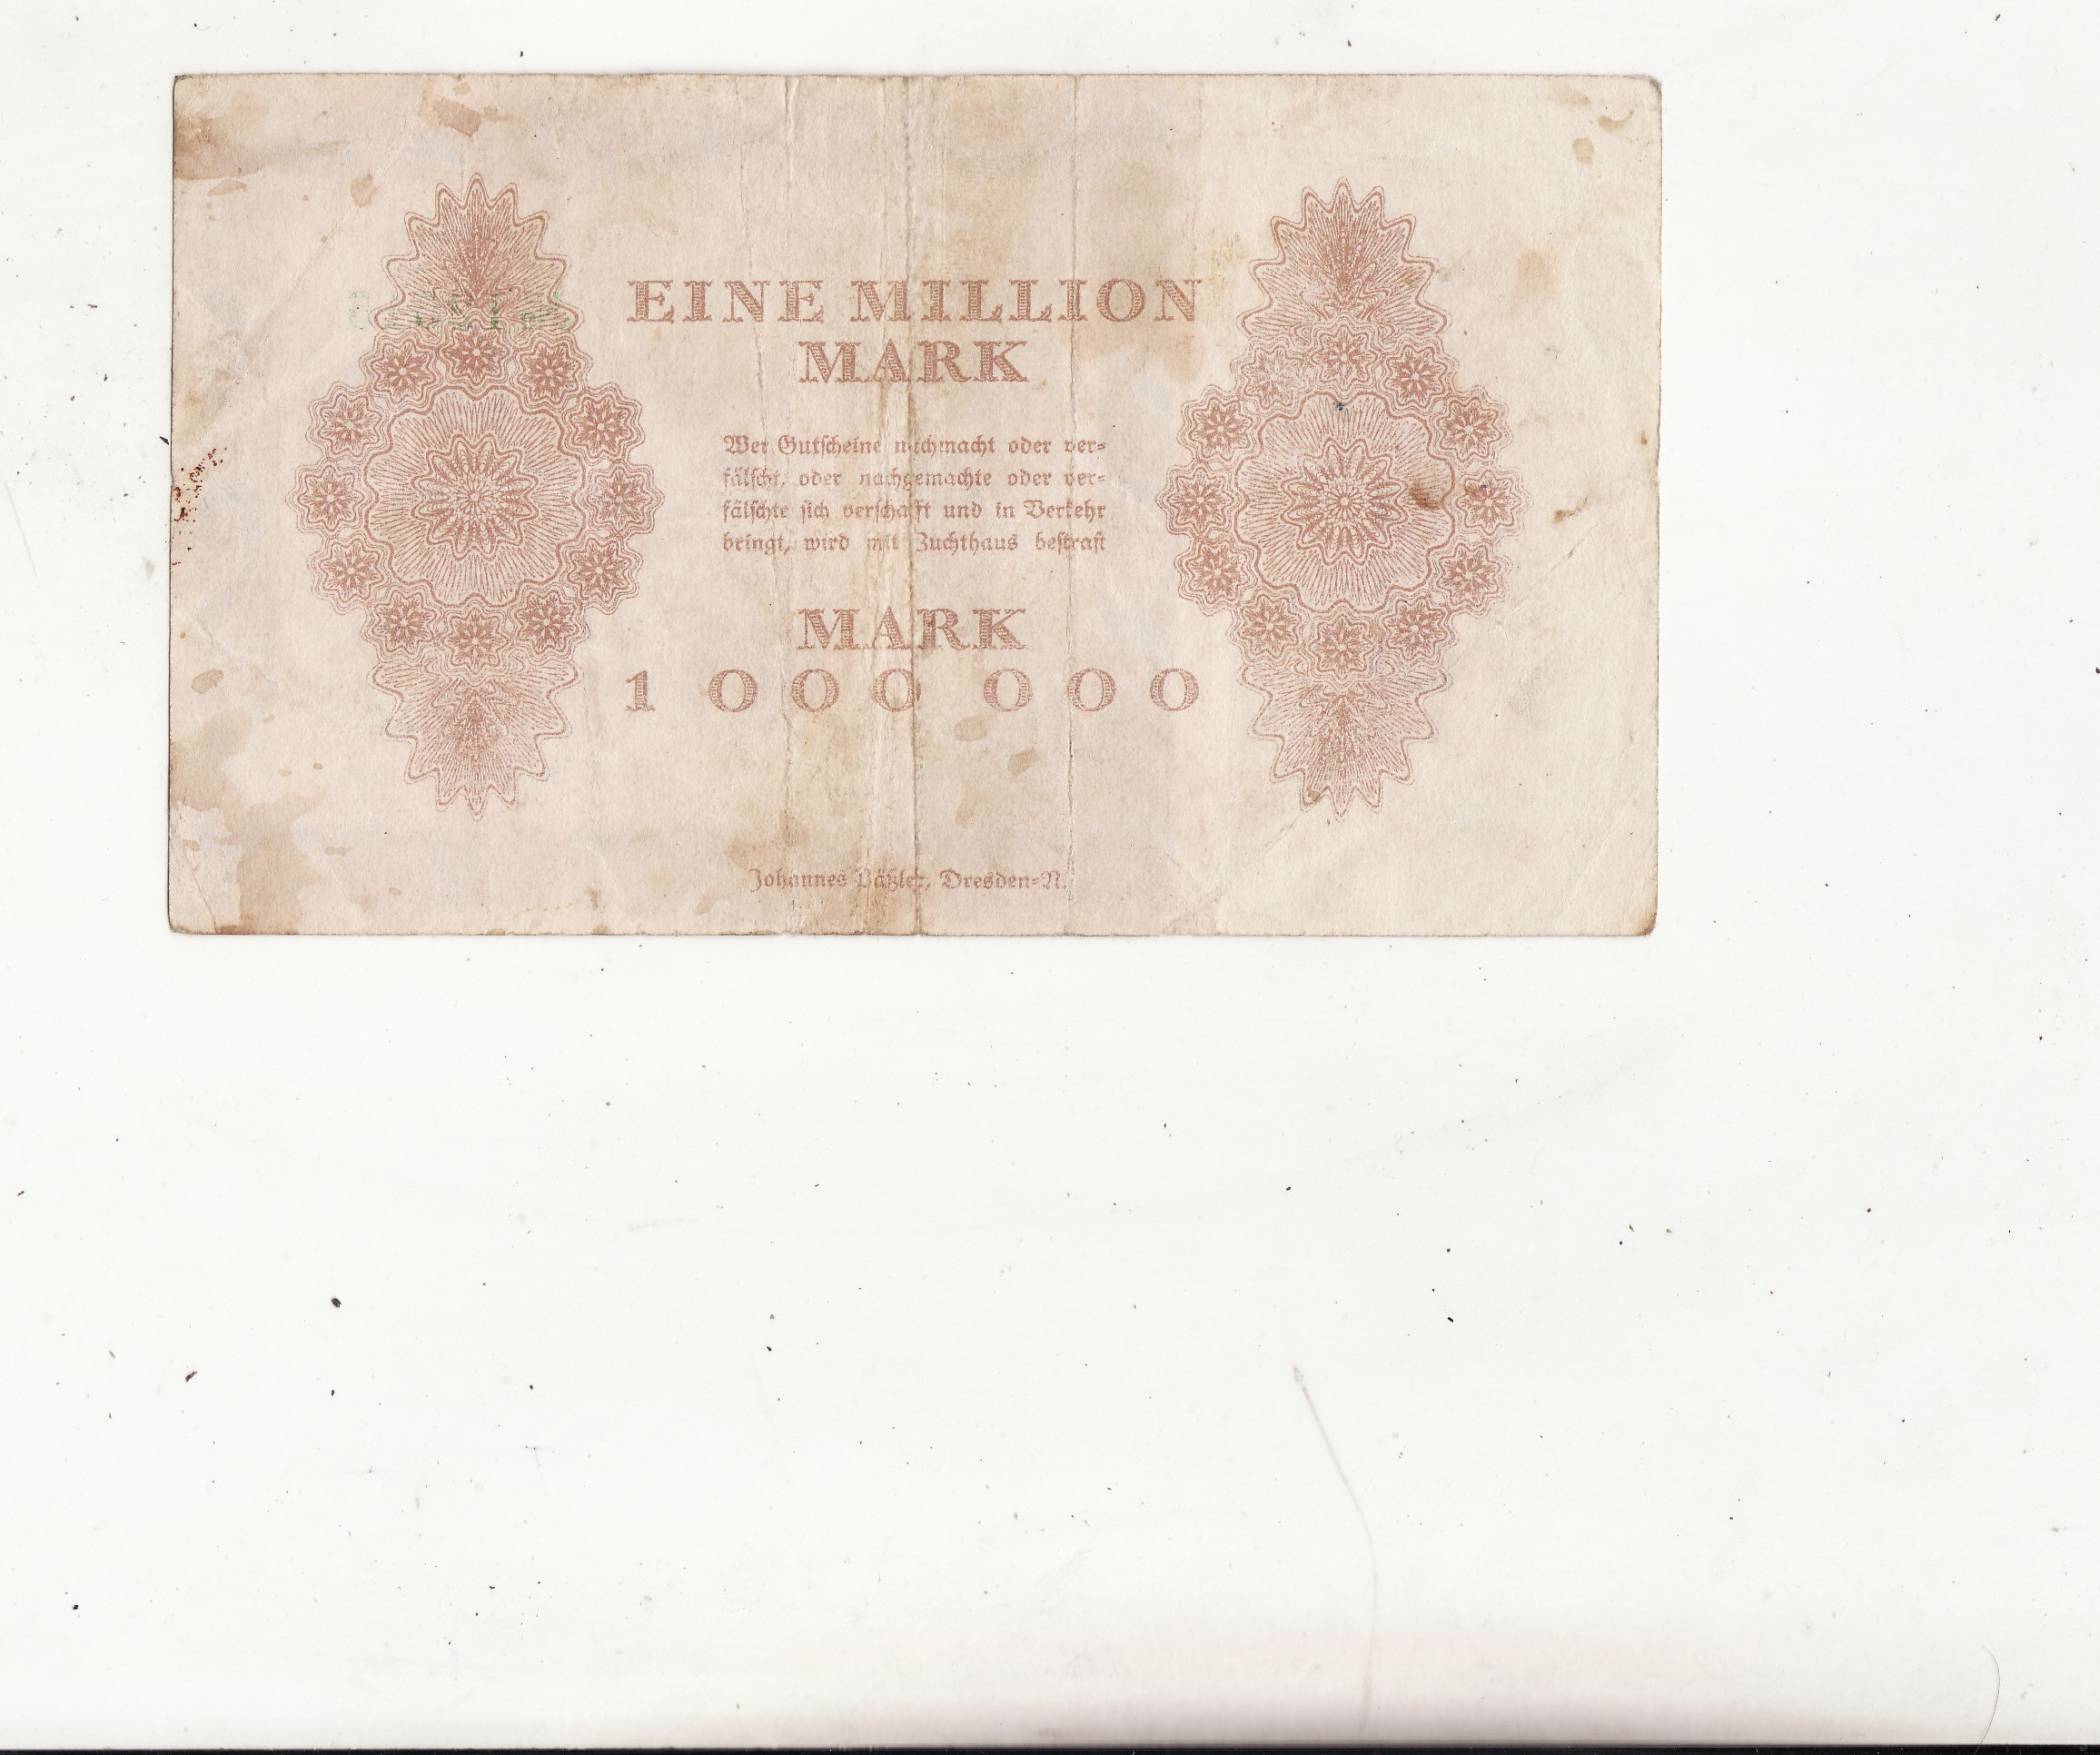 EINE MILLION
MARK
Wer Gutscheine nachmacht oder ver=
fälscht, oder nachgemachte oder ver=
fälschte sich verschafft und in Verkehr
bringt, wird mit Zuchthaus bestraft
MARK
1 000 000
Johannes Päßler, Dresden=N.